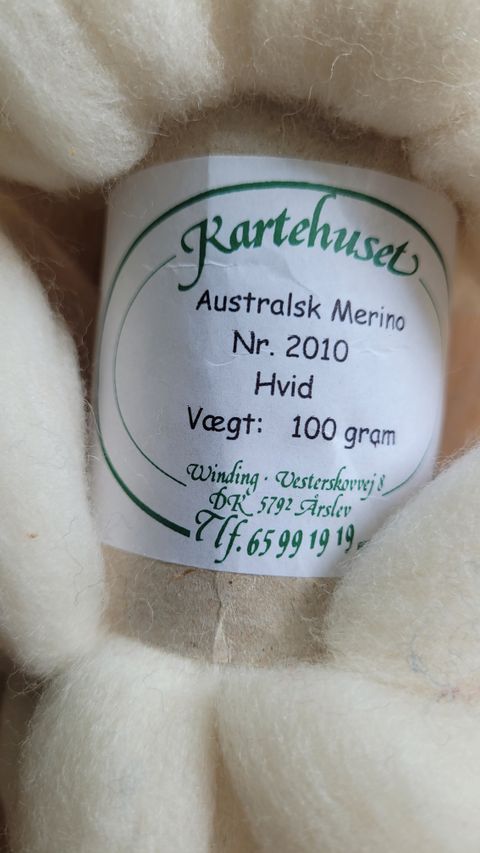 Kartehuset
Australsk Merino
Nr. 2010
Hvid
Vægt: 100 gram
Winding · Vesterskovvej 8
DK 5792 Årslev
Tlf. 65 99 19 19